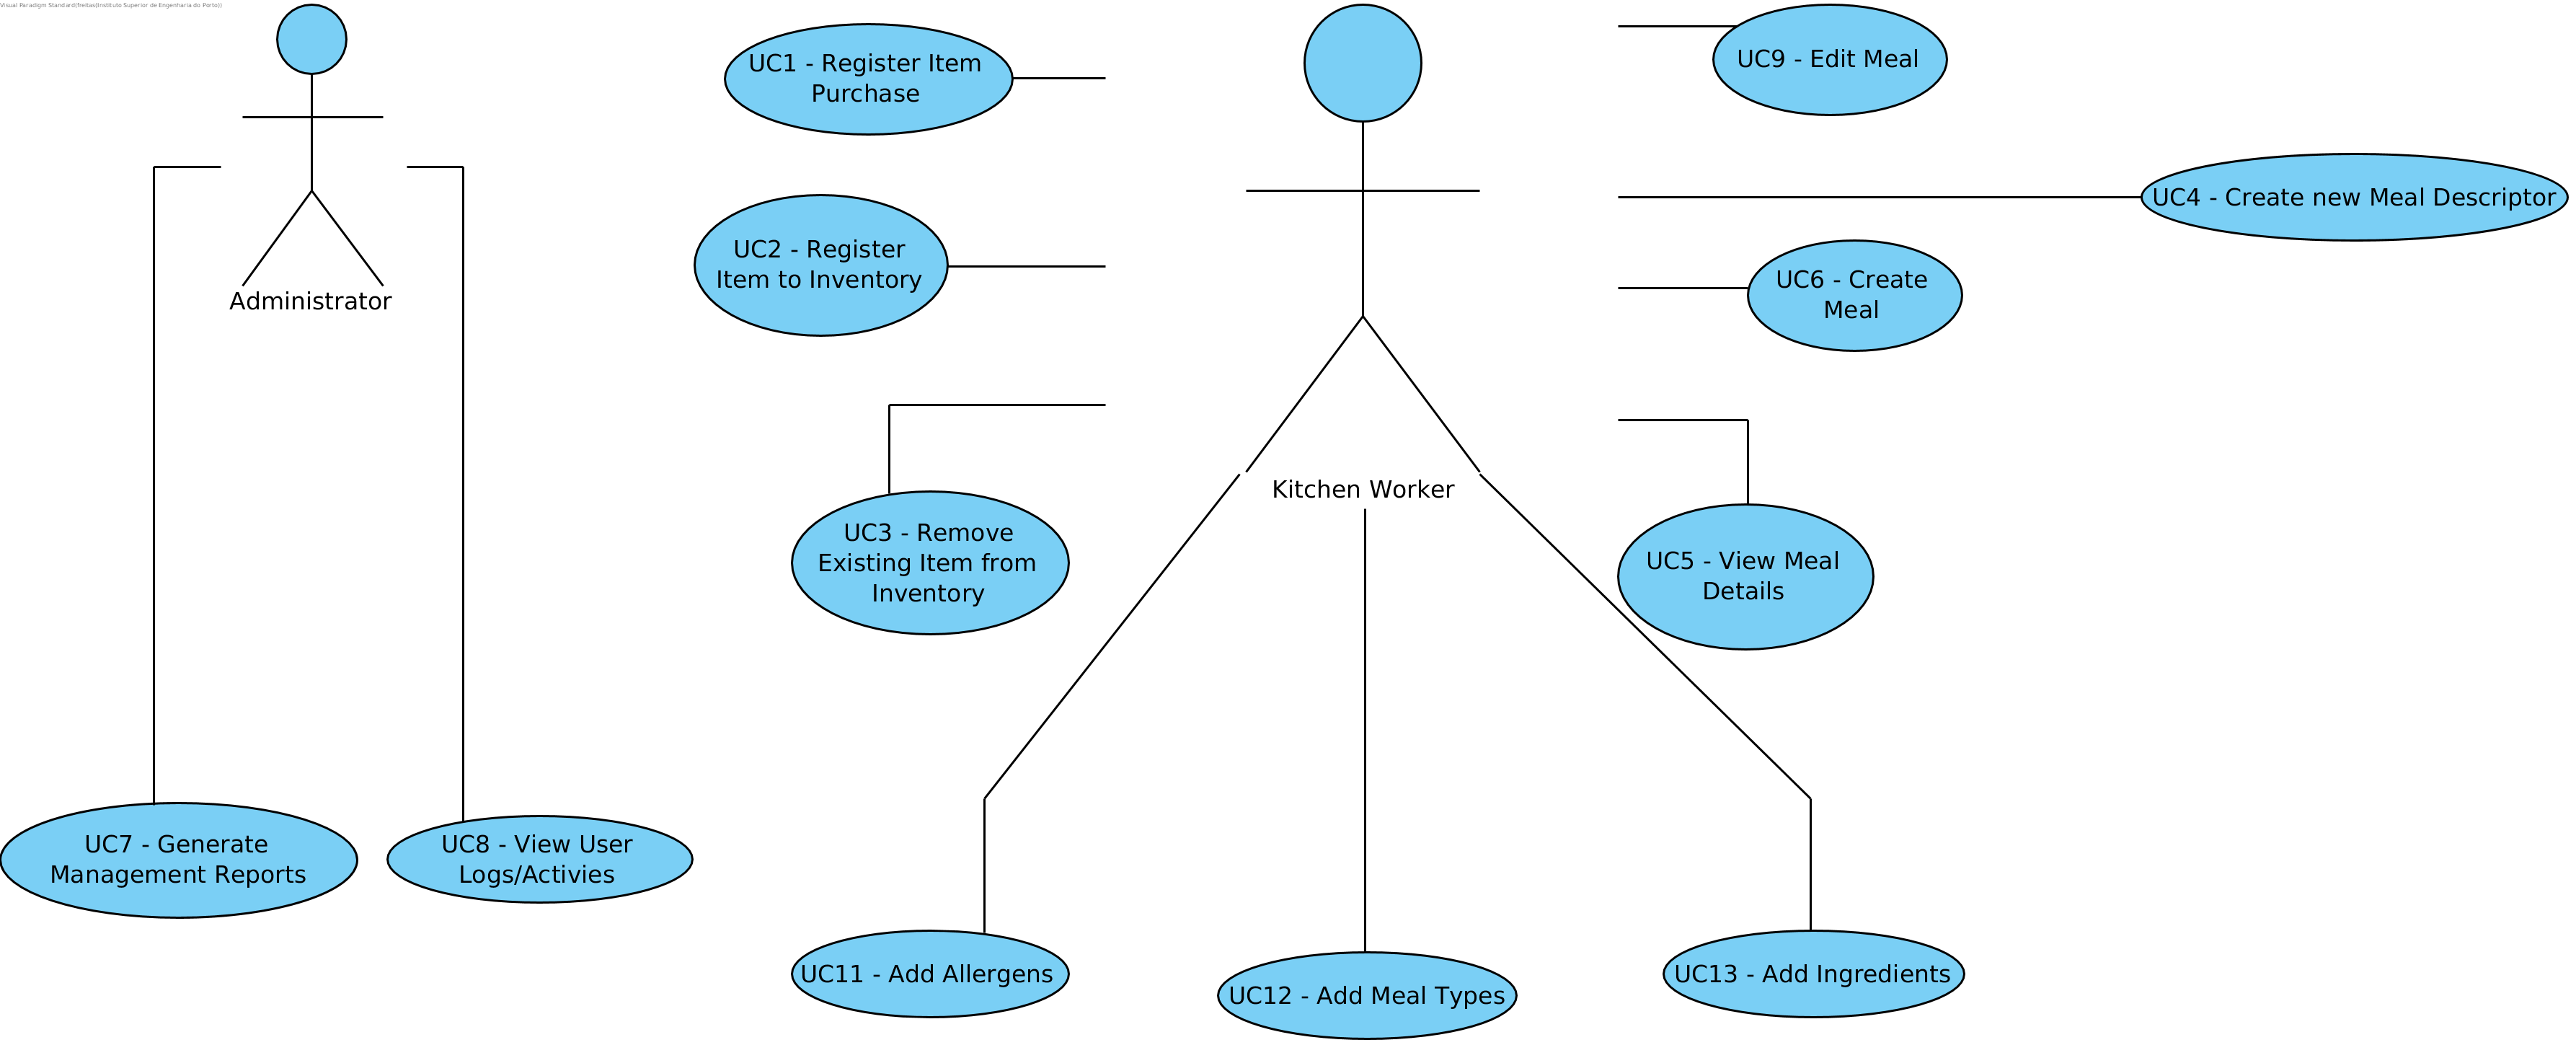 Visual Paradigm Standard(freitas(Instituto Superior de Engenharia do Porto))
UC1 - Register Item
Purchase
UC9 - Edit Meal
UC4 - Create new Meal Descriptor
UC2 - Register
Item to Inventory
UC6 - Create
Meal
Administrator
Kitchen Worker
UC3 - Remove
Existing Item from
Inventory
UC5 - View Meal
Details
UC7 - Generate
Management Reports
UC8 - View User
Logs/Activies
UC11 - Add Allergens
UC12 - Add Meal Types
UC13 - Add Ingredients